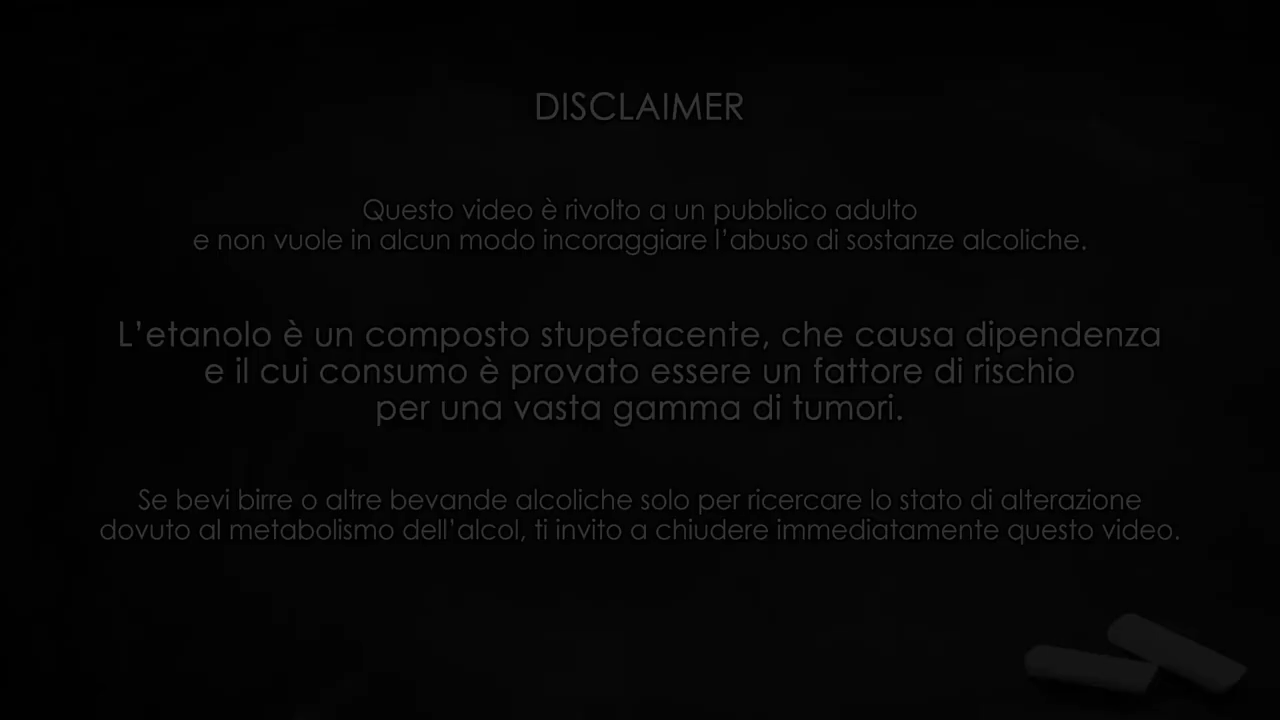 DISCLAIMER
Questo video è rivolto a un pubblico adulto
e non vuole in alcun modo incoraggiare l’abuso di sostanze alcoliche.
L’etanolo è un composto stupefacente, che causa dipendenza
e il cui consumo è provato essere un fattore di rischio
per una vasta gamma di tumori.
Se bevi birre o altre bevande alcoliche solo per ricercare lo stato di alterazione
dovuto al metabolismo dell’alcol, ti invito a chiudere immediatamente questo video.